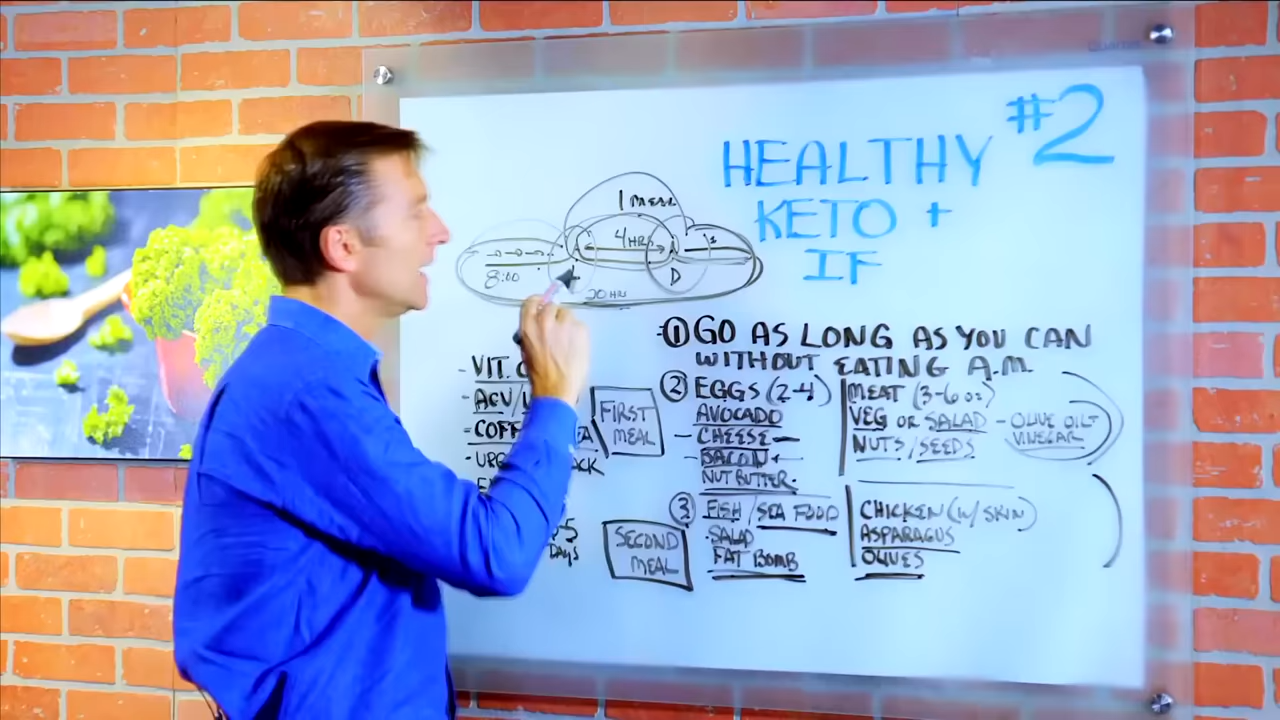 #2
HEALTHY
KETO +
IF
1 MEAL
4 HRS
8:00
D
20 HR
① GO AS LONG AS YOU CAN
WITHOUT EATING A.M.
- VIT.
- ACV/
- COFF
FIRST
MEAL
② EGGS (2-4)
AVOCADO
- CHEESE
- BACON
NUT BUTTER
MEAT (3-6 oz)
VEG OR SALAD - OLIVE OIL
VINEGAR
NUTS/SEEDS
SECOND
MEAL
③ FISH / SEA FOOD
SALAD
FAT BOMB
CHICKEN (W/ SKIN)
ASPARAGUS
OLIVES
5
DAYS